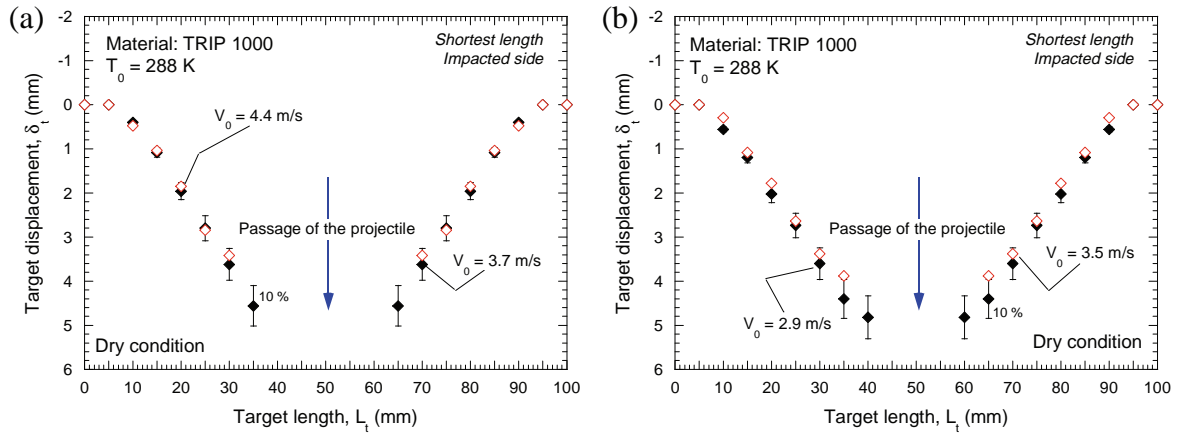 (a)
-2
-1
0
1
2
3
4
5
6
Target displacement, δt (mm)
Material: TRIP 1000
T0 = 288 K
Shortest length
Impacted side
V0 = 4.4 m/s
Passage of the projectile
V0 = 3.7 m/s
10 %
Dry condition
0 10 20 30 40 50 60 70 80 90 100
Target length, Lt (mm)
(b)
-2
-1
0
1
2
3
4
5
6
Target displacement, δt (mm)
Material: TRIP 1000
T0 = 288 K
Shortest length
Impacted side
Passage of the projectile
V0 = 3.5 m/s
10 %
V0 = 2.9 m/s
Dry condition
0 10 20 30 40 50 60 70 80 90 100
Target length, Lt (mm)